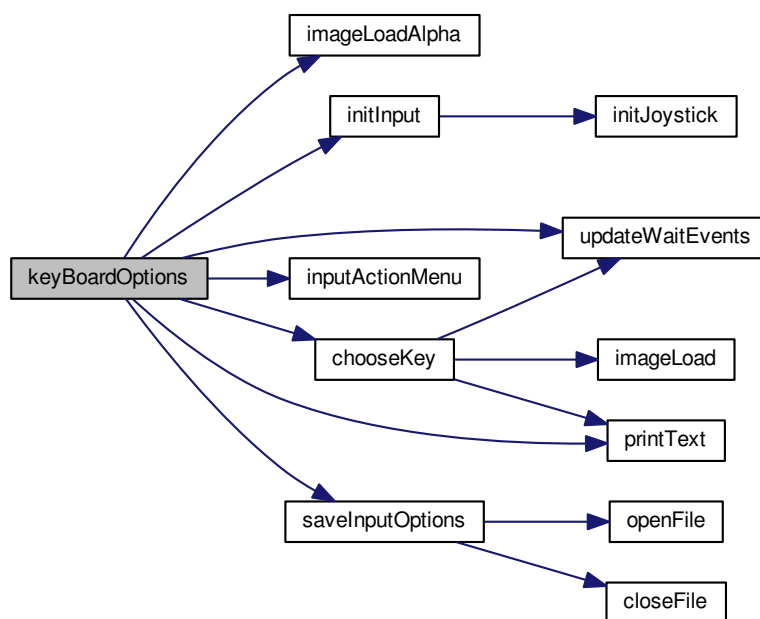 imageLoadAlpha
initInput
initJoystick
updateWaitEvents
keyBoardOptions
inputActionMenu
chooseKey
imageLoad
printText
saveInputOptions
openFile
closeFile